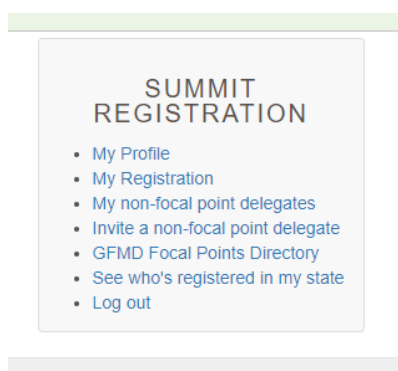 SUMMIT
REGISTRATION
My Profile
My Registration
My non-focal point delegates
Invite a non-focal point delegate
GFMD Focal Points Directory
See who's registered in my state
Log out